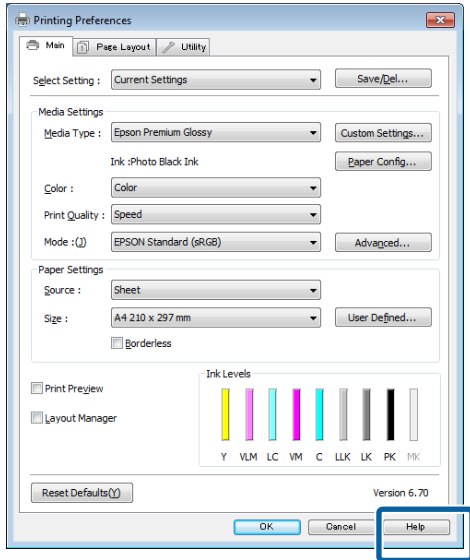 Printing Preferences
Main Page Layout Utility
Select Setting : Current Settings Save/Del...
Media Settings
Media Type : Epson Premium Glossy Custom Settings...
Ink :Photo Black Ink Paper Config...
Color : Color
Print Quality : Speed
Mode :(J) EPSON Standard (sRGB) Advanced...
Paper Settings
Source : Sheet
Size : A4 210 x 297 mm User Defined...
Borderless
Ink Levels
Print Preview
Layout Manager
Y VLM LC VM C LLK LK PK MK
Reset Defaults(Y) Version 6.70
OK Cancel Help